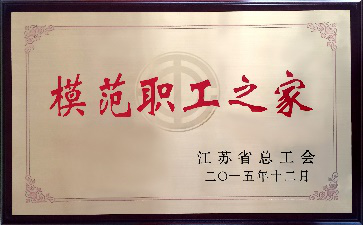 模范职工之家
江苏省总工会
二〇一五年十二月